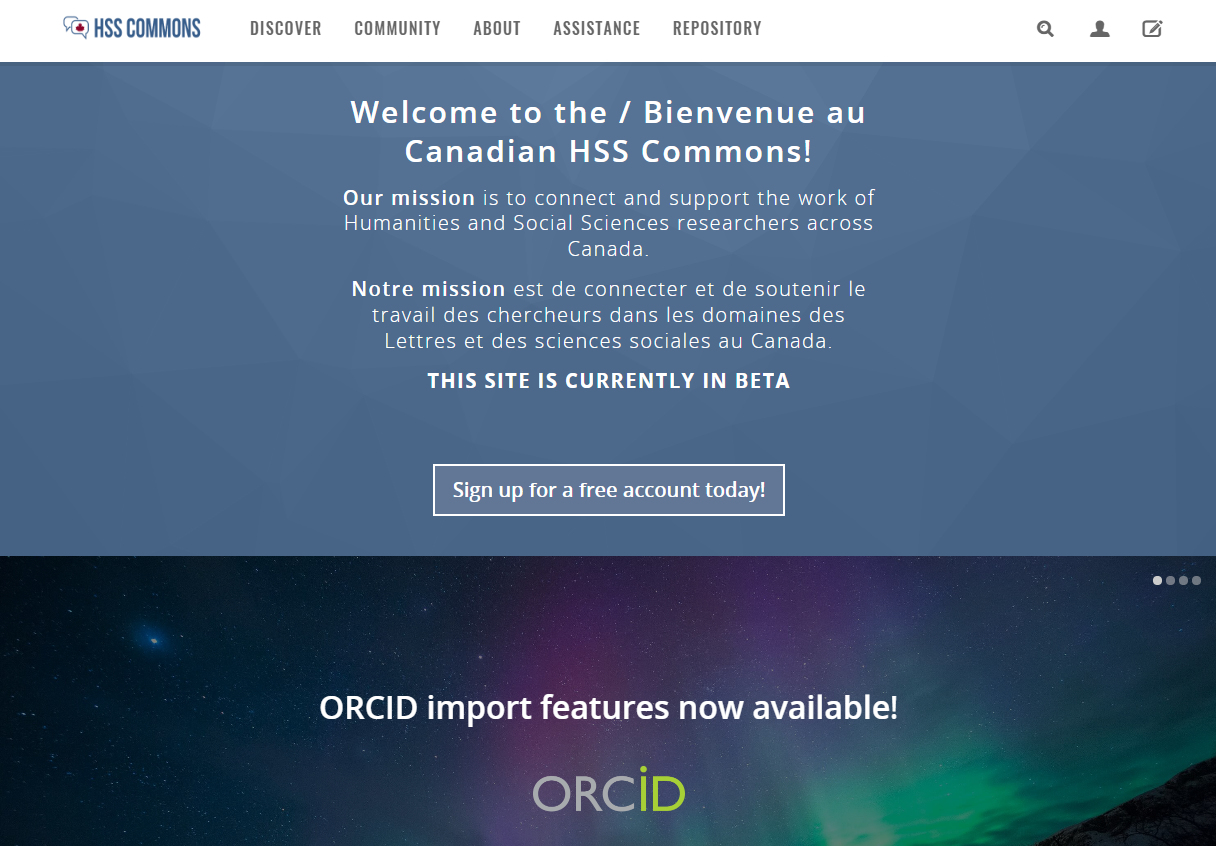 HSS COMMONS
DISCOVER
COMMUNITY
ABOUT
ASSISTANCE
REPOSITORY
Welcome to the / Bienvenue au
Canadian HSS Commons!
Our mission is to connect and support the work of
Humanities and Social Sciences researchers across
Canada.
Notre mission est de connecter et de soutenir le
travail des chercheurs dans les domaines des
Lettres et des sciences sociales au Canada.
THIS SITE IS CURRENTLY IN BETA
Sign up for a free account today!
ORCID import features now available!
ORCID